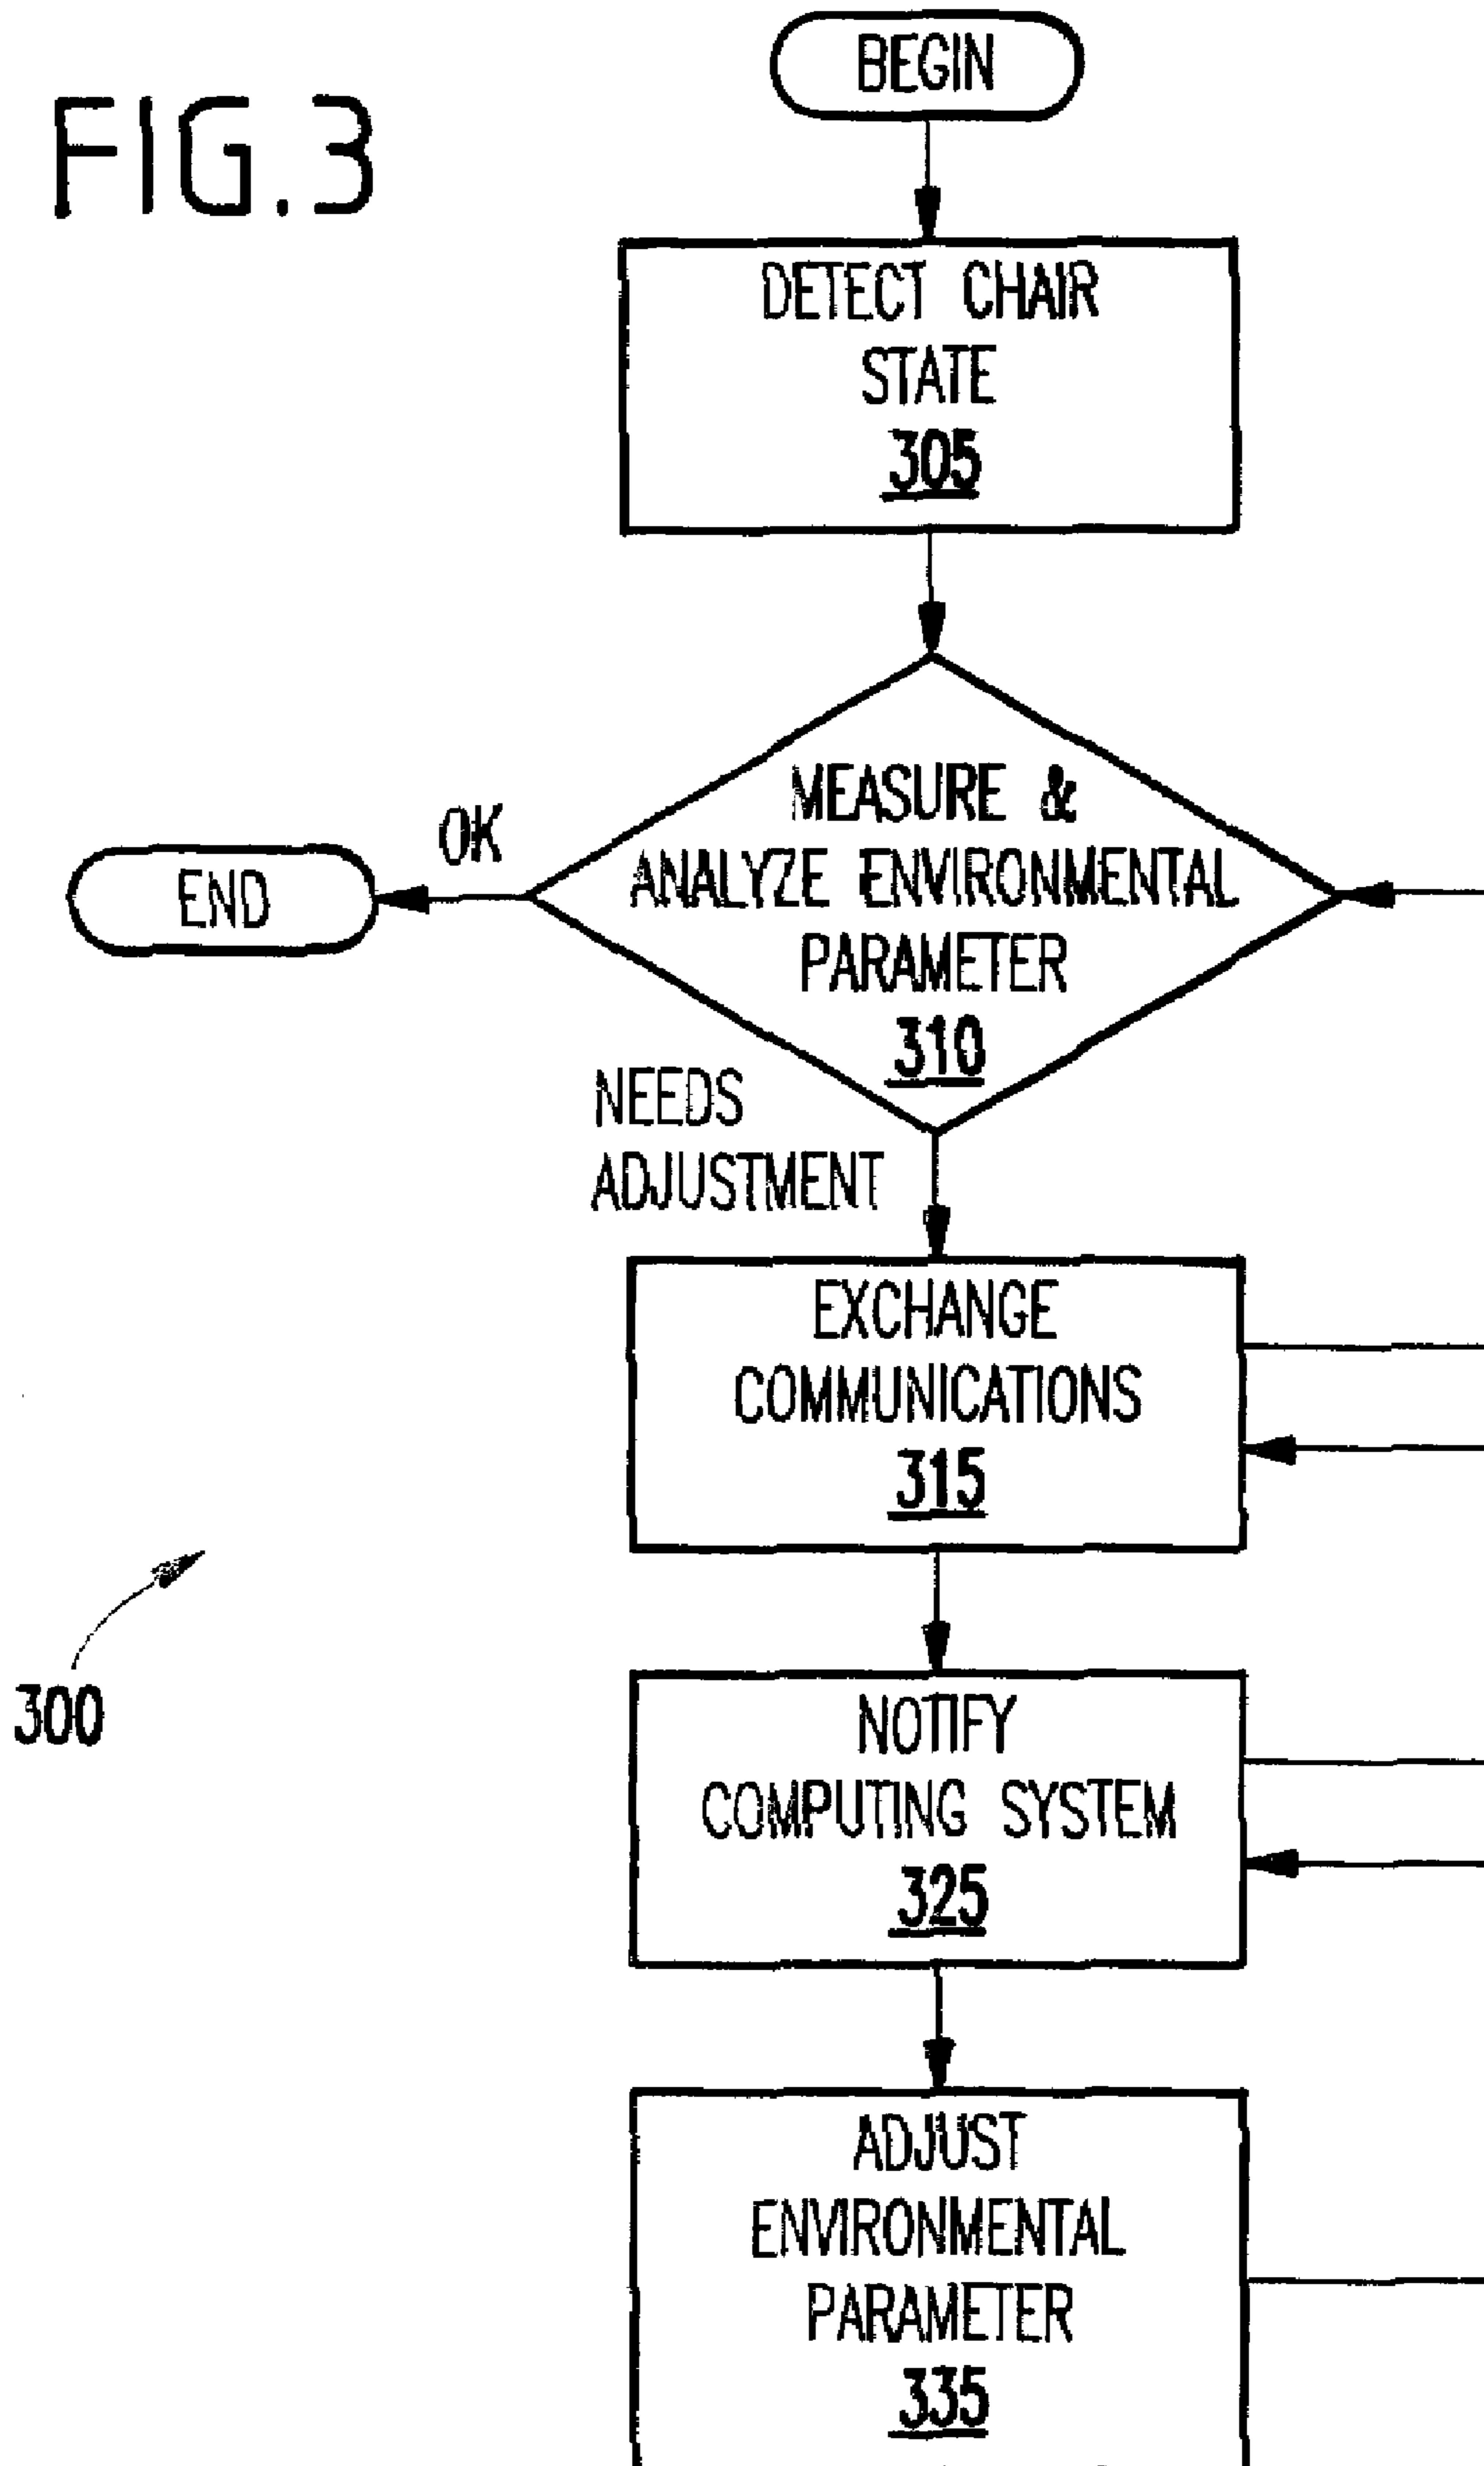 FIG.3
BEGIN
DETECT CHAIR
STATE
305
MEASURE &
ANALYZE ENVIRONMENTAL
PARAMETER
310
OK
END
NEEDS
ADJUSTMENT
EXCHANGE
COMMUNICATIONS
315
300
NOTIFY
COMPUTING SYSTEM
325
ADJUST
ENVIRONMENTAL
PARAMETER
335